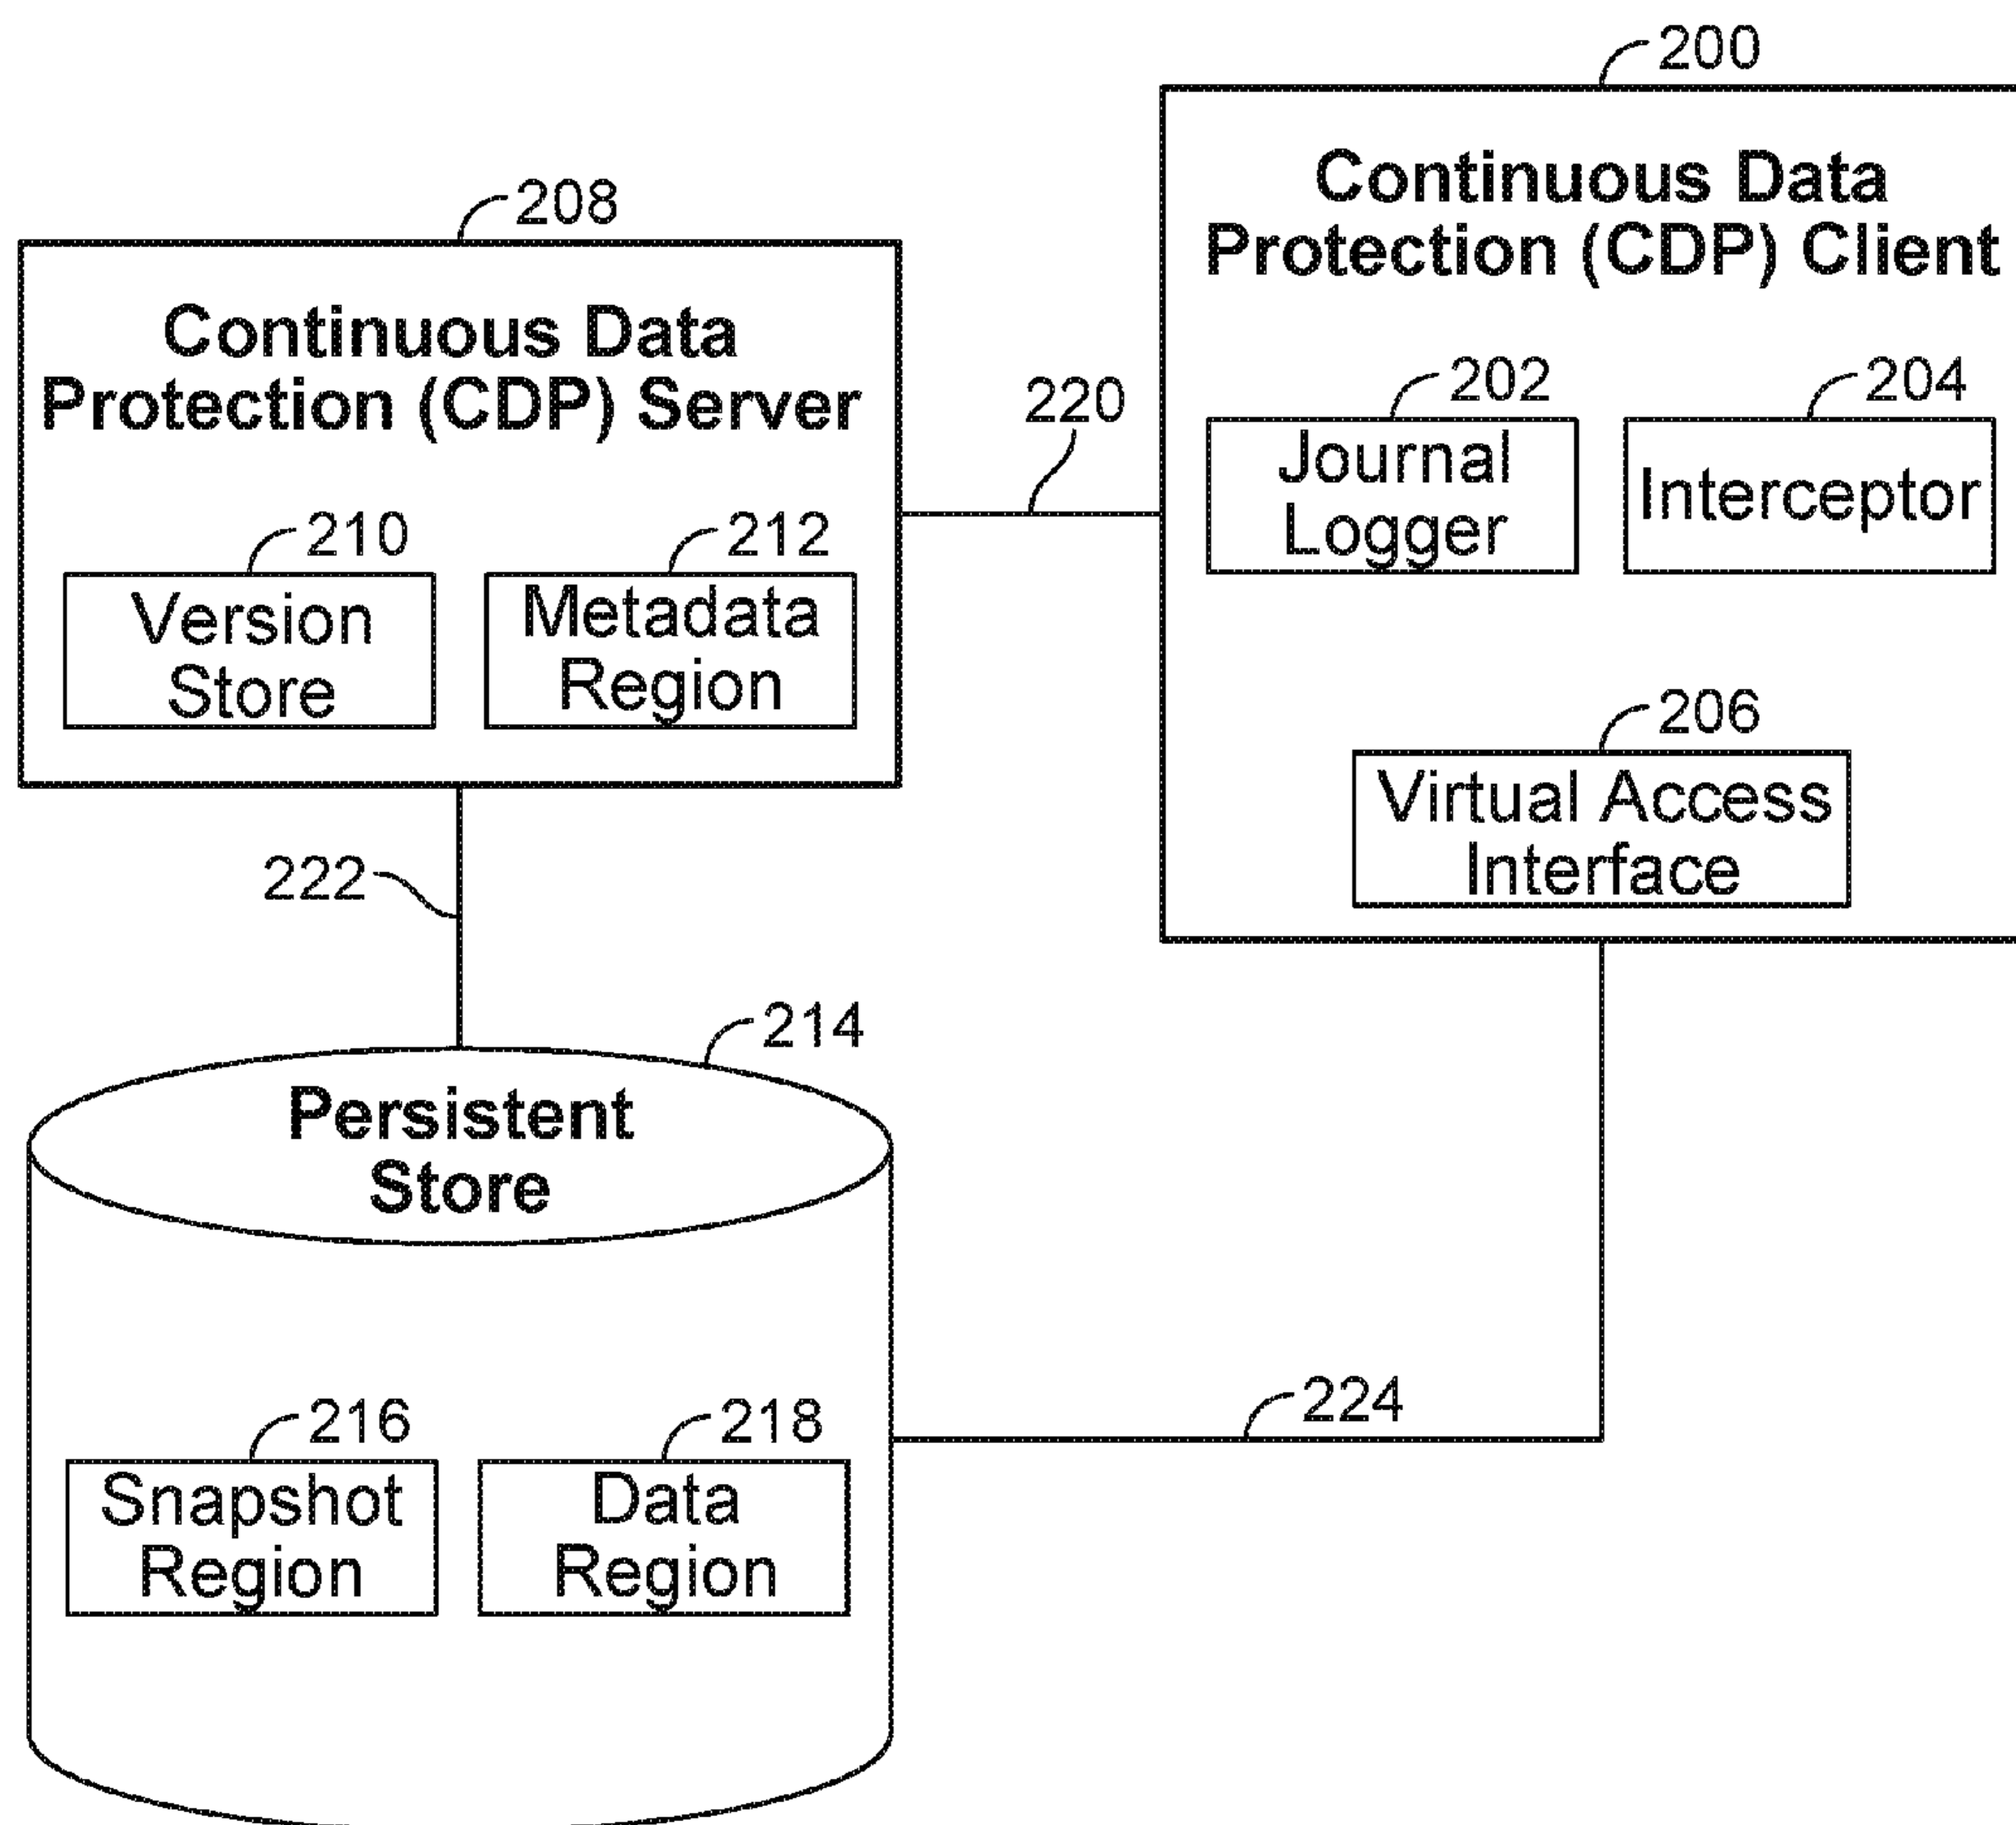 200
Continuous Data
Protection (CDP) Client
208
Continuous Data
Protection (CDP) Server
220
202
Journal
Logger
204
Interceptor
210
Version
Store
212
Metadata
Region
206
Virtual Access
Interface
222
214
Persistent
Store
224
216
Snapshot
Region
218
Data
Region